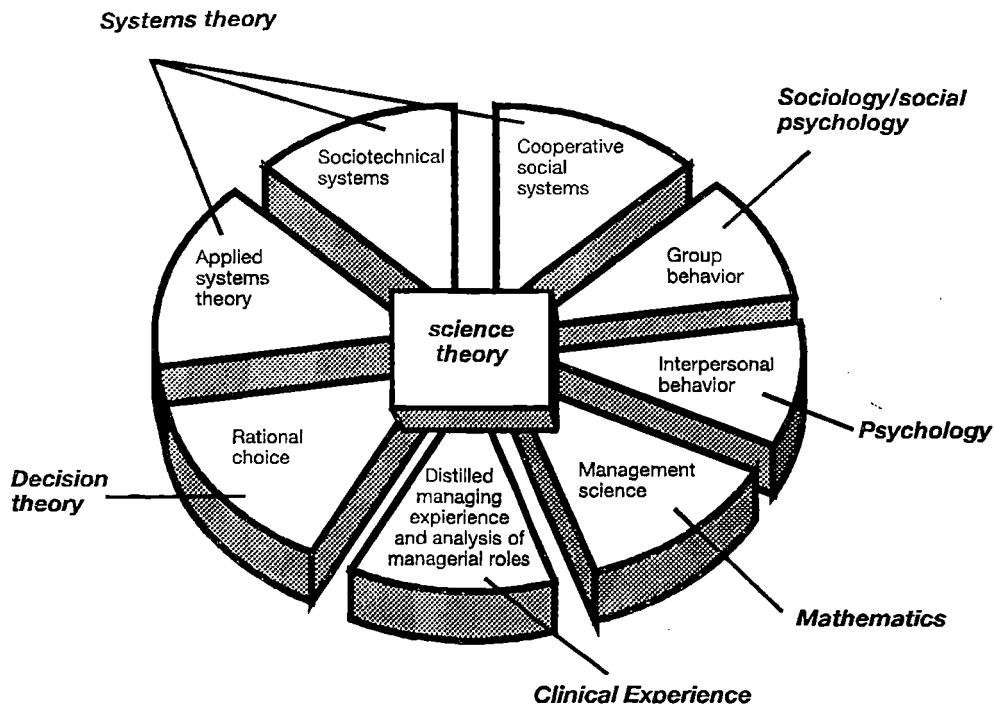 Systems theory
Sociology/social
psychology
Sociotechnical
systems
Cooperative
social
systems
Applied
systems
theory
Group
behavior
science
theory
Interpersonal
behavior
Psychology
Rational
choice
Decision
theory
Distilled
managing
expierience
and analysis of
managerial roles
Management
science
Mathematics
Clinical Experience